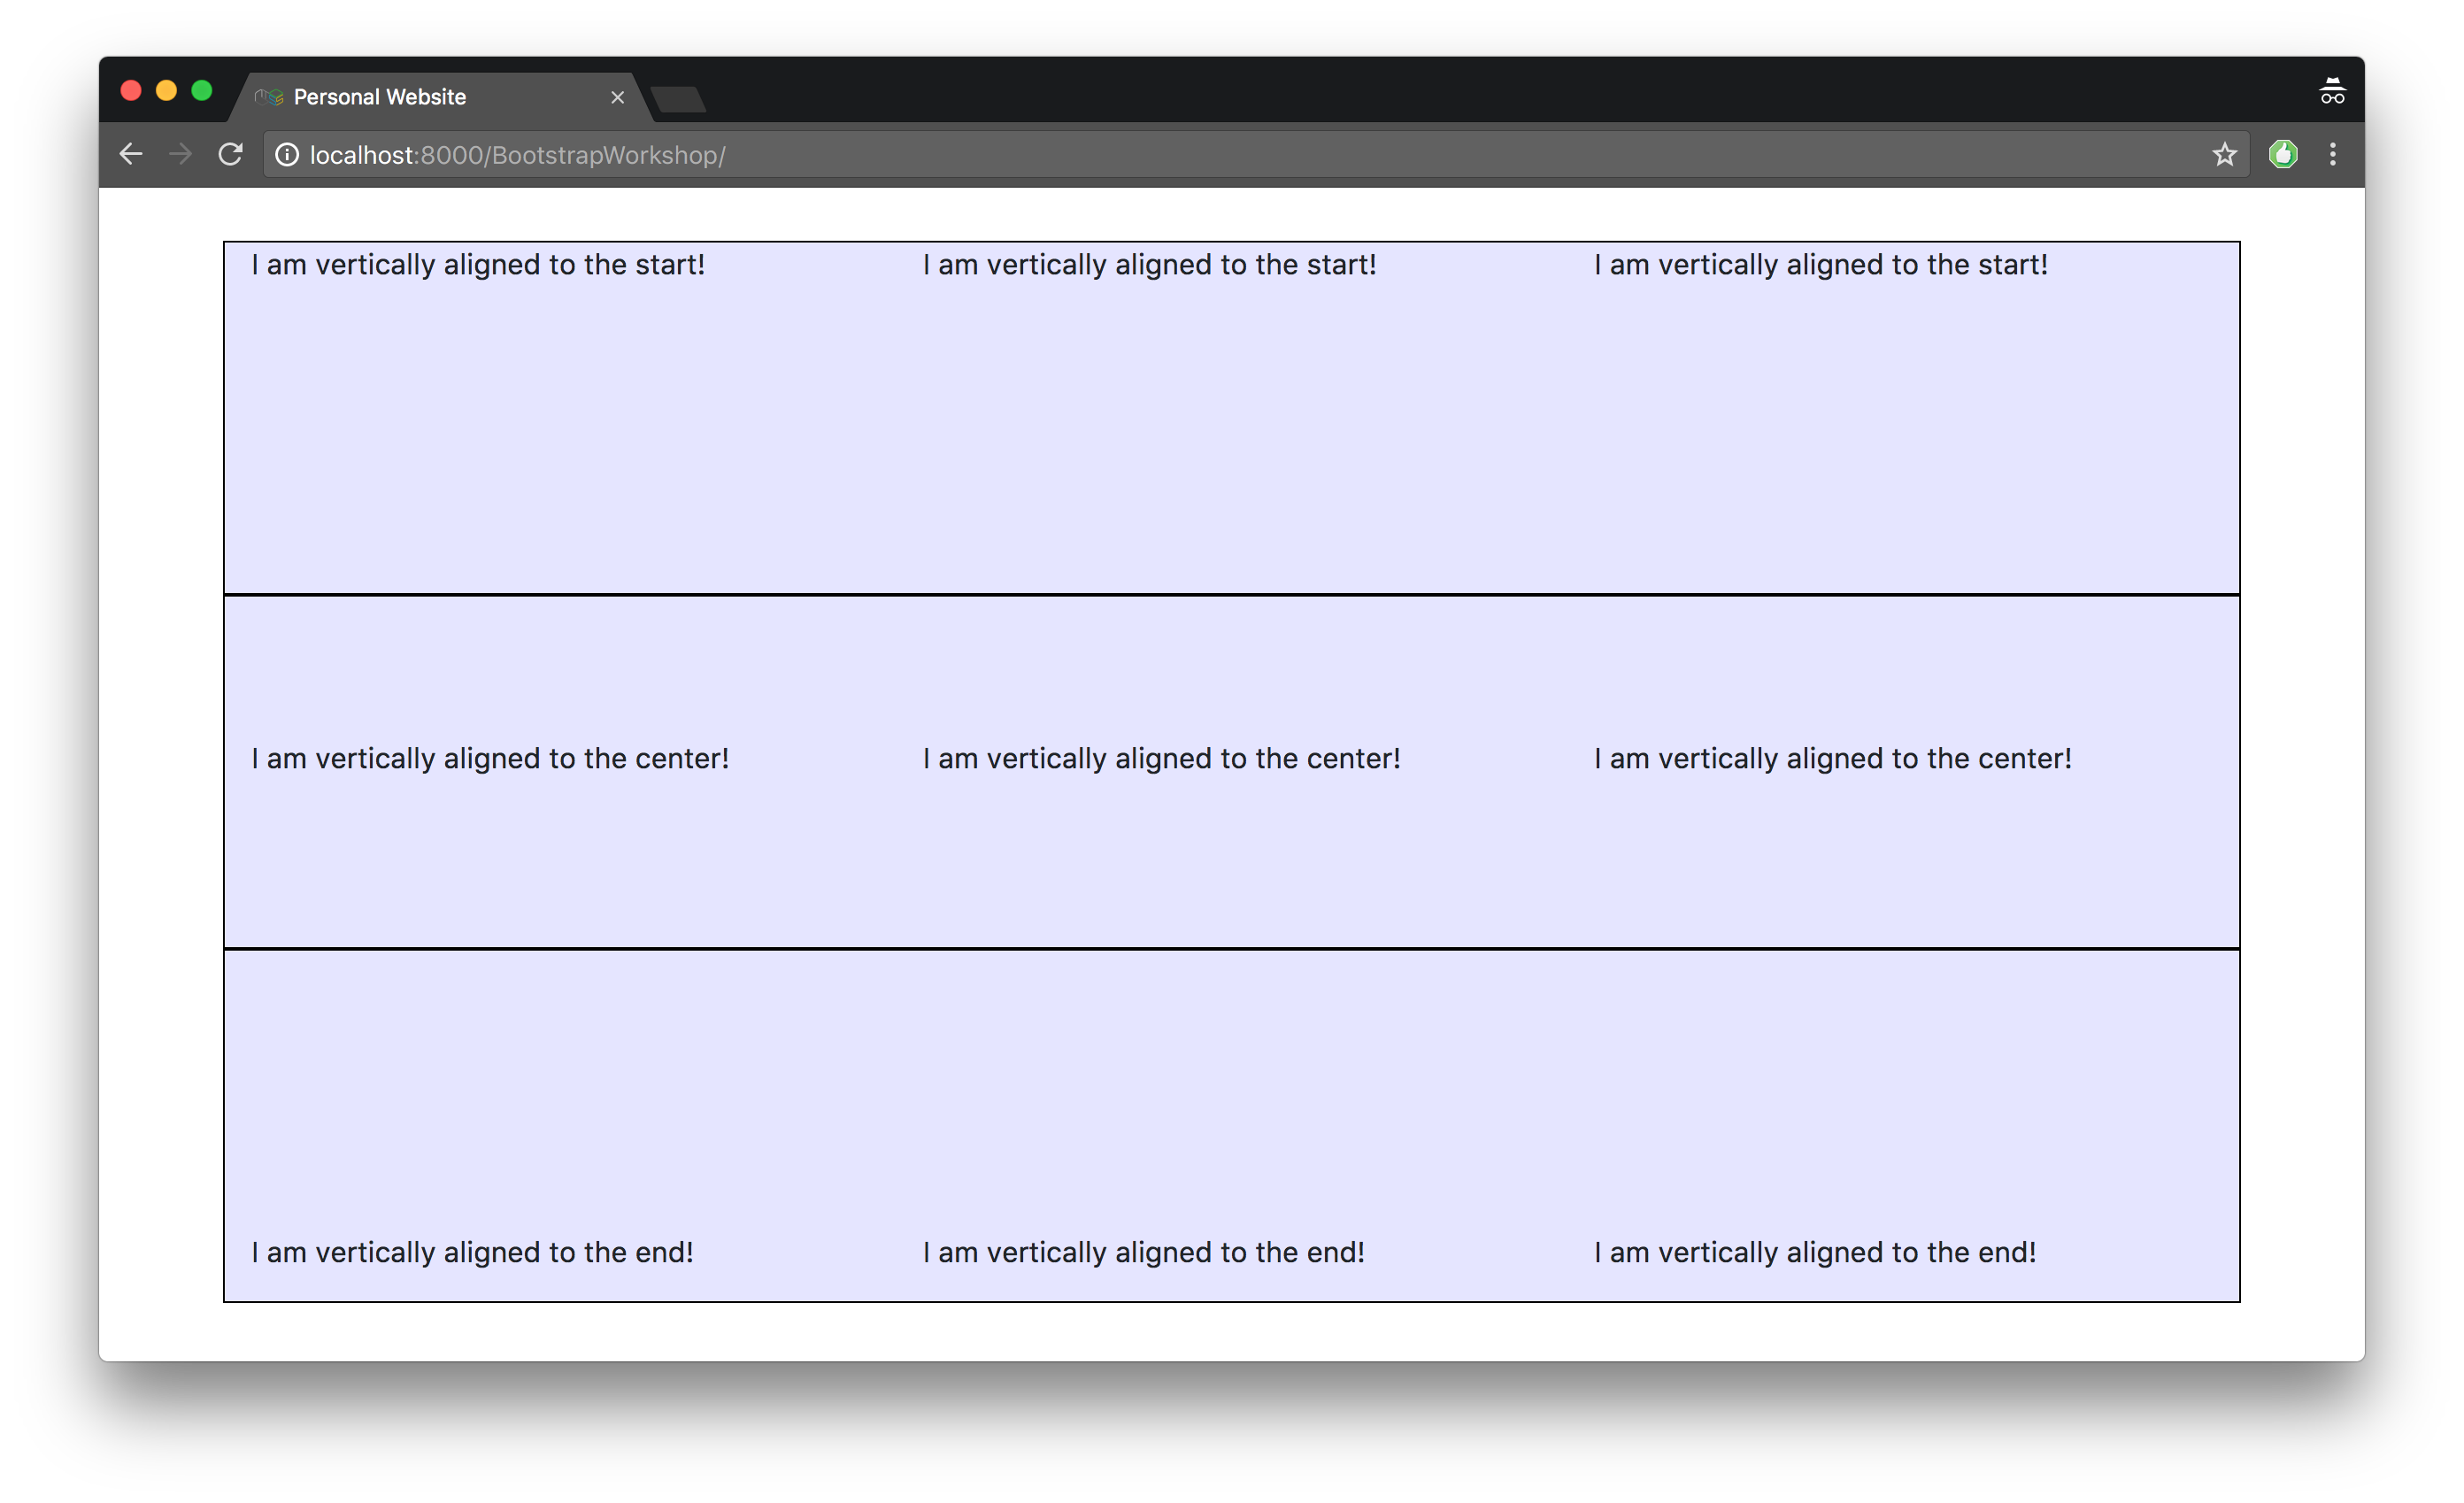 Personal Website
localhost:8000/BootstrapWorkshop/
I am vertically aligned to the start! I am vertically aligned to the start! I am vertically aligned to the start!
I am vertically aligned to the center! I am vertically aligned to the center! I am vertically aligned to the center!
I am vertically aligned to the end! I am vertically aligned to the end! I am vertically aligned to the end!